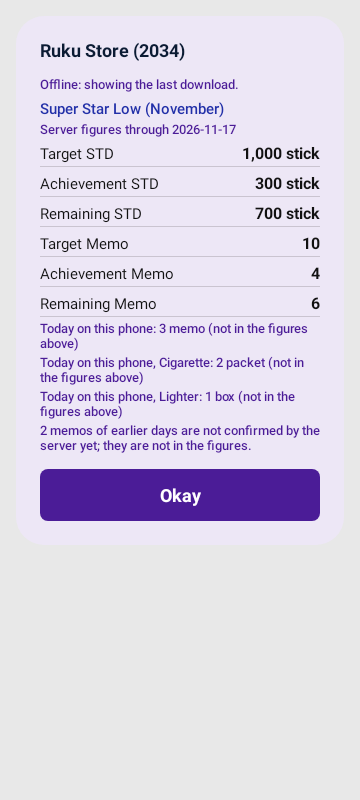 Ruku Store (2034)
Offline: showing the last download.
Super Star Low (November)
Server figures through 2026-11-17
Target STD 1,000 stick
Achievement STD 300 stick
Remaining STD 700 stick
Target Memo 10
Achievement Memo 4
Remaining Memo 6
Today on this phone: 3 memo (not in the figures
above)
Today on this phone, Cigarette: 2 packet (not in
the figures above)
Today on this phone, Lighter: 1 box (not in the
figures above)
2 memos of earlier days are not confirmed by the
server yet; they are not in the figures.
Okay